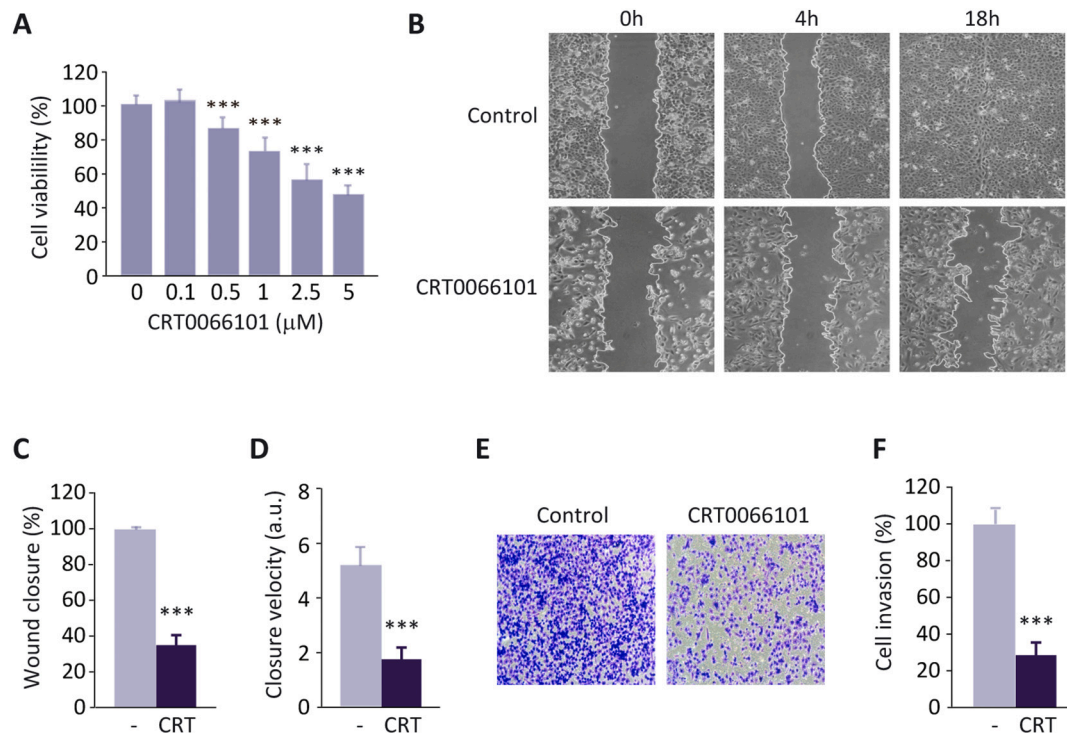 A
Cell viabilility (%)
120
100
80
60
40
20
0
***
***
***
***
0 0.1 0.5 1 2.5 5
CRT0066101 (μM)
B
0h 4h 18h
Control
CRT0066101
C
Wound closure (%)
120
100
80
60
40
20
0
***
- CRT
D
Closure velocity (a.u.)
8
6
4
2
0
***
- CRT
E
Control CRT0066101
F
Cell invasion (%)
120
100
80
60
40
20
0
***
- CRT